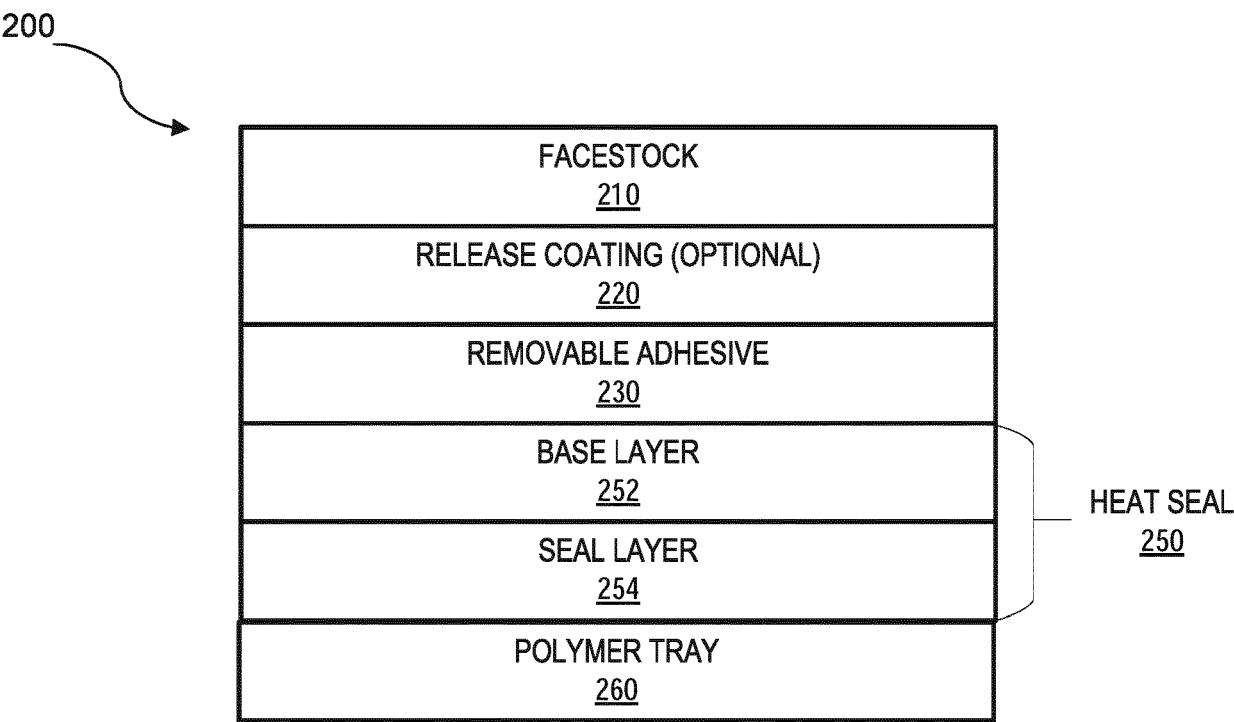 200
FACESTOCK
210
RELEASE COATING (OPTIONAL)
220
REMOVABLE ADHESIVE
230
BASE LAYER
252
SEAL LAYER
254
HEAT SEAL
250
POLYMER TRAY
260